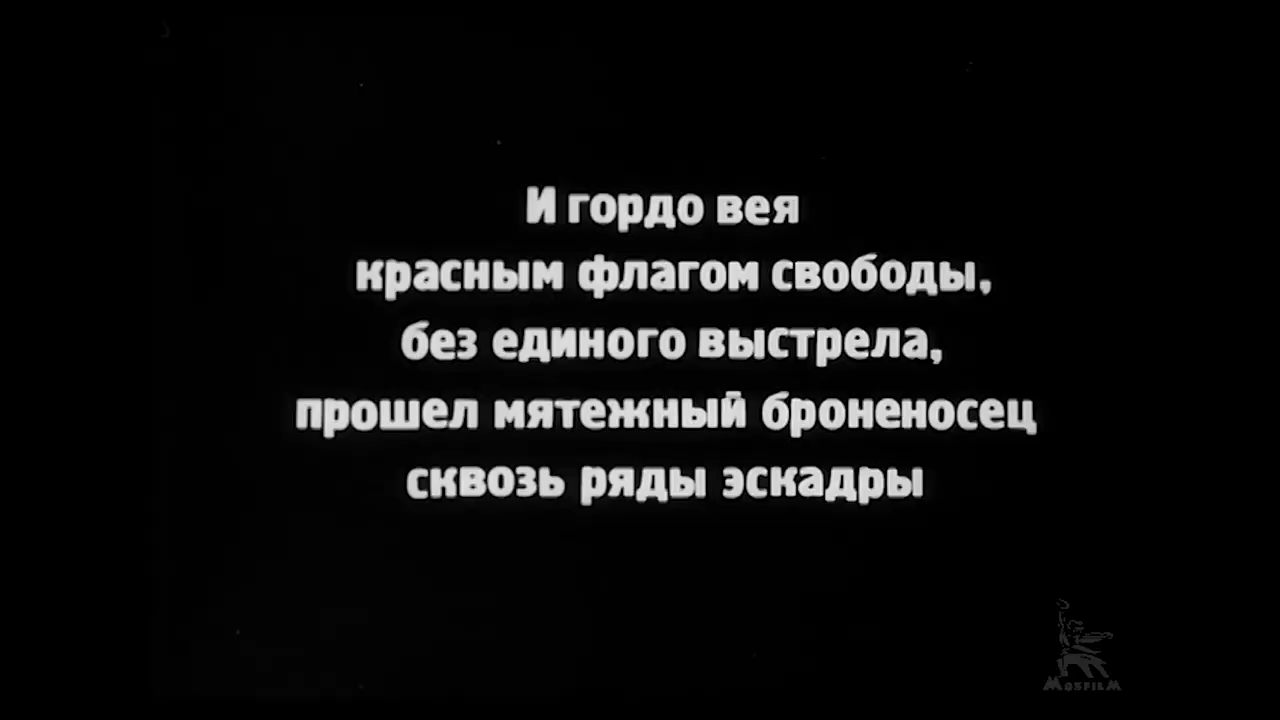 И гордо вея
красным флагом свободы,
без единого выстрела,
прошел мятежный броненосец
сквозь ряды эскадры
MOSFILM